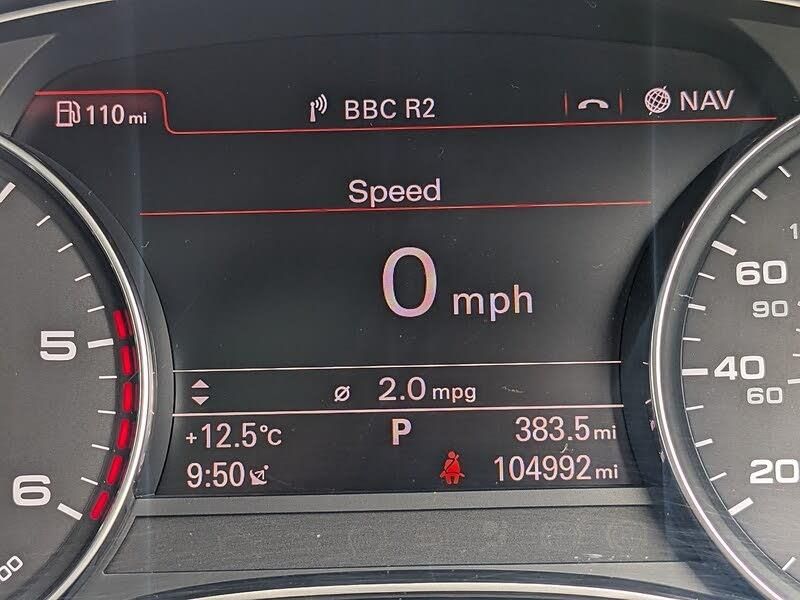 110 mi
BBC R2
NAV
Speed
0 mph
ø 2.0 mpg
+12.5°C
P
383.5 mi
9:50
104992 mi
5
6
60
90
40
60
20